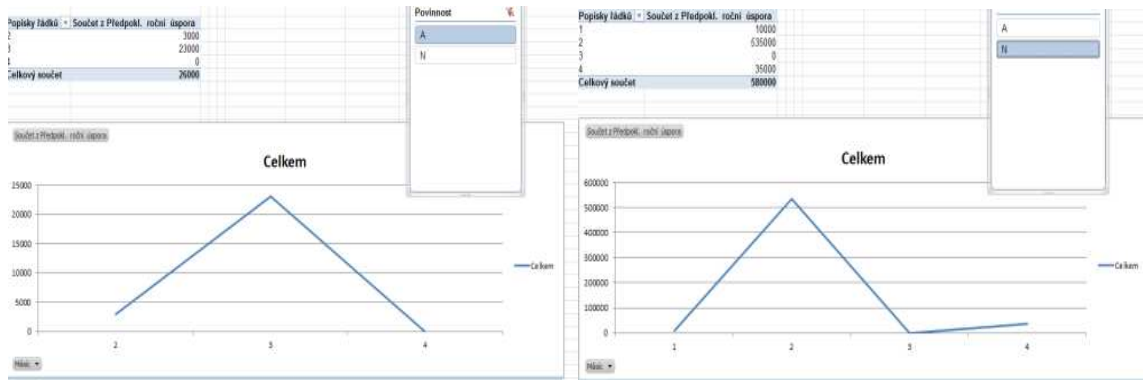 Popisky řádků Součet z Předpokl. roční úspora
2 3000
3 23000
4 0
Celkový součet 26000
Povinnost
A
N
Součet z Předpokl. roční úspora
Celkem
25000
20000
15000
10000
5000
0
2 3 4
Celkem
Měsíc
Popisky řádků Součet z Předpokl. roční úspora
1 10000
2 535000
3 0
4 35000
Celkový součet 580000
A
N
Součet z Předpokl. roční úspora
Celkem
600000
500000
400000
300000
200000
100000
0
1 2 3 4
Celkem
Měsíc